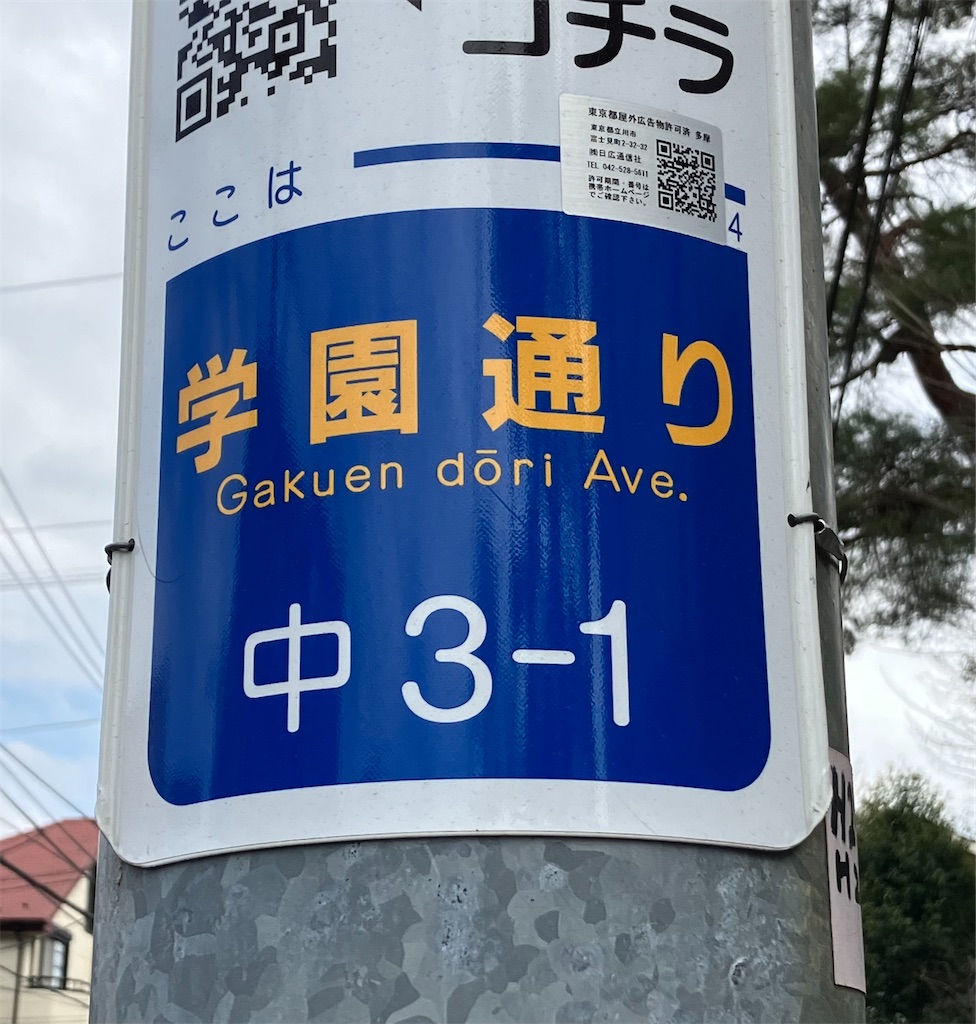 コチラ
東京都屋外広告物許可済 多摩
東京都立川市
富士見町2-32-32
㈱日広通信社
TEL 042-528-5611
許可期間・番号は
携帯ホームページ
でご確認下さい。
ここは
4
学園通り
Gakuen dōri Ave.
中3-1